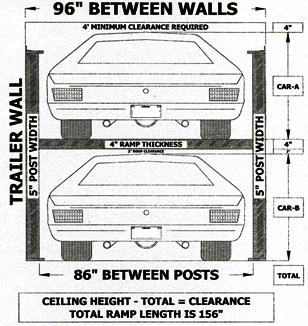 96" BETWEEN WALLS
4" MINIMUM CLEARANCE REQUIRED
4"
TRAILER WALL
5" POST WIDTH
5" POST WIDTH
CAR-A
4" RAMP THICKNESS
4"
2" ROOF CLEARANCE
CAR-B
86" BETWEEN POSTS
TOTAL
CEILING HEIGHT - TOTAL = CLEARANCE
TOTAL RAMP LENGTH IS 156"